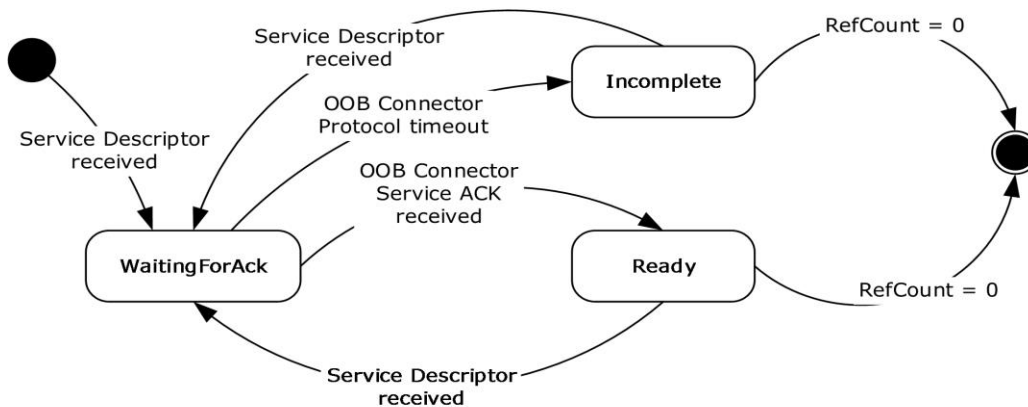 Service Descriptor
received
RefCount = 0
Incomplete
OOB Connector
Protocol timeout
Service Descriptor
received
OOB Connector
Service ACK
received
WaitingForAck
Ready
RefCount = 0
Service Descriptor
received